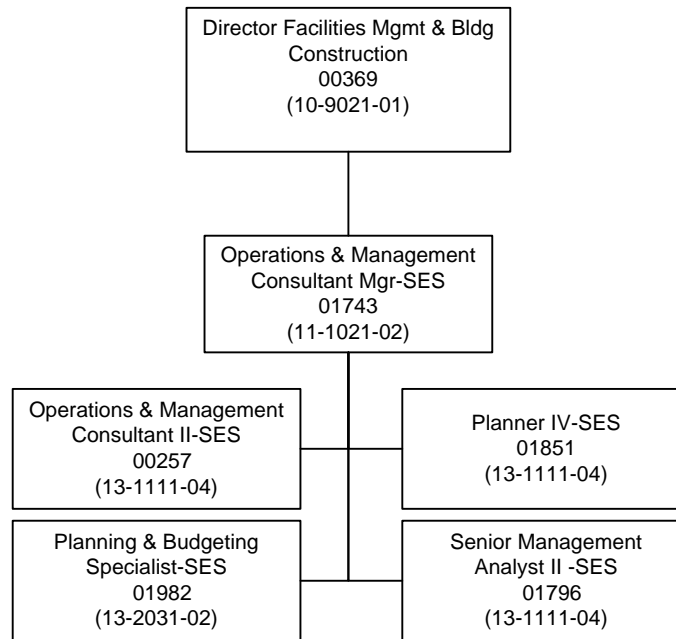 Director Facilities Mgmt & Bldg
Construction
00369
(10-9021-01)
Operations & Management
Consultant Mgr-SES
01743
(11-1021-02)
Operations & Management
Consultant II-SES
00257
(13-1111-04)
Planner IV-SES
01851
(13-1111-04)
Planning & Budgeting
Specialist-SES
01982
(13-2031-02)
Senior Management
Analyst II -SES
01796
(13-1111-04)